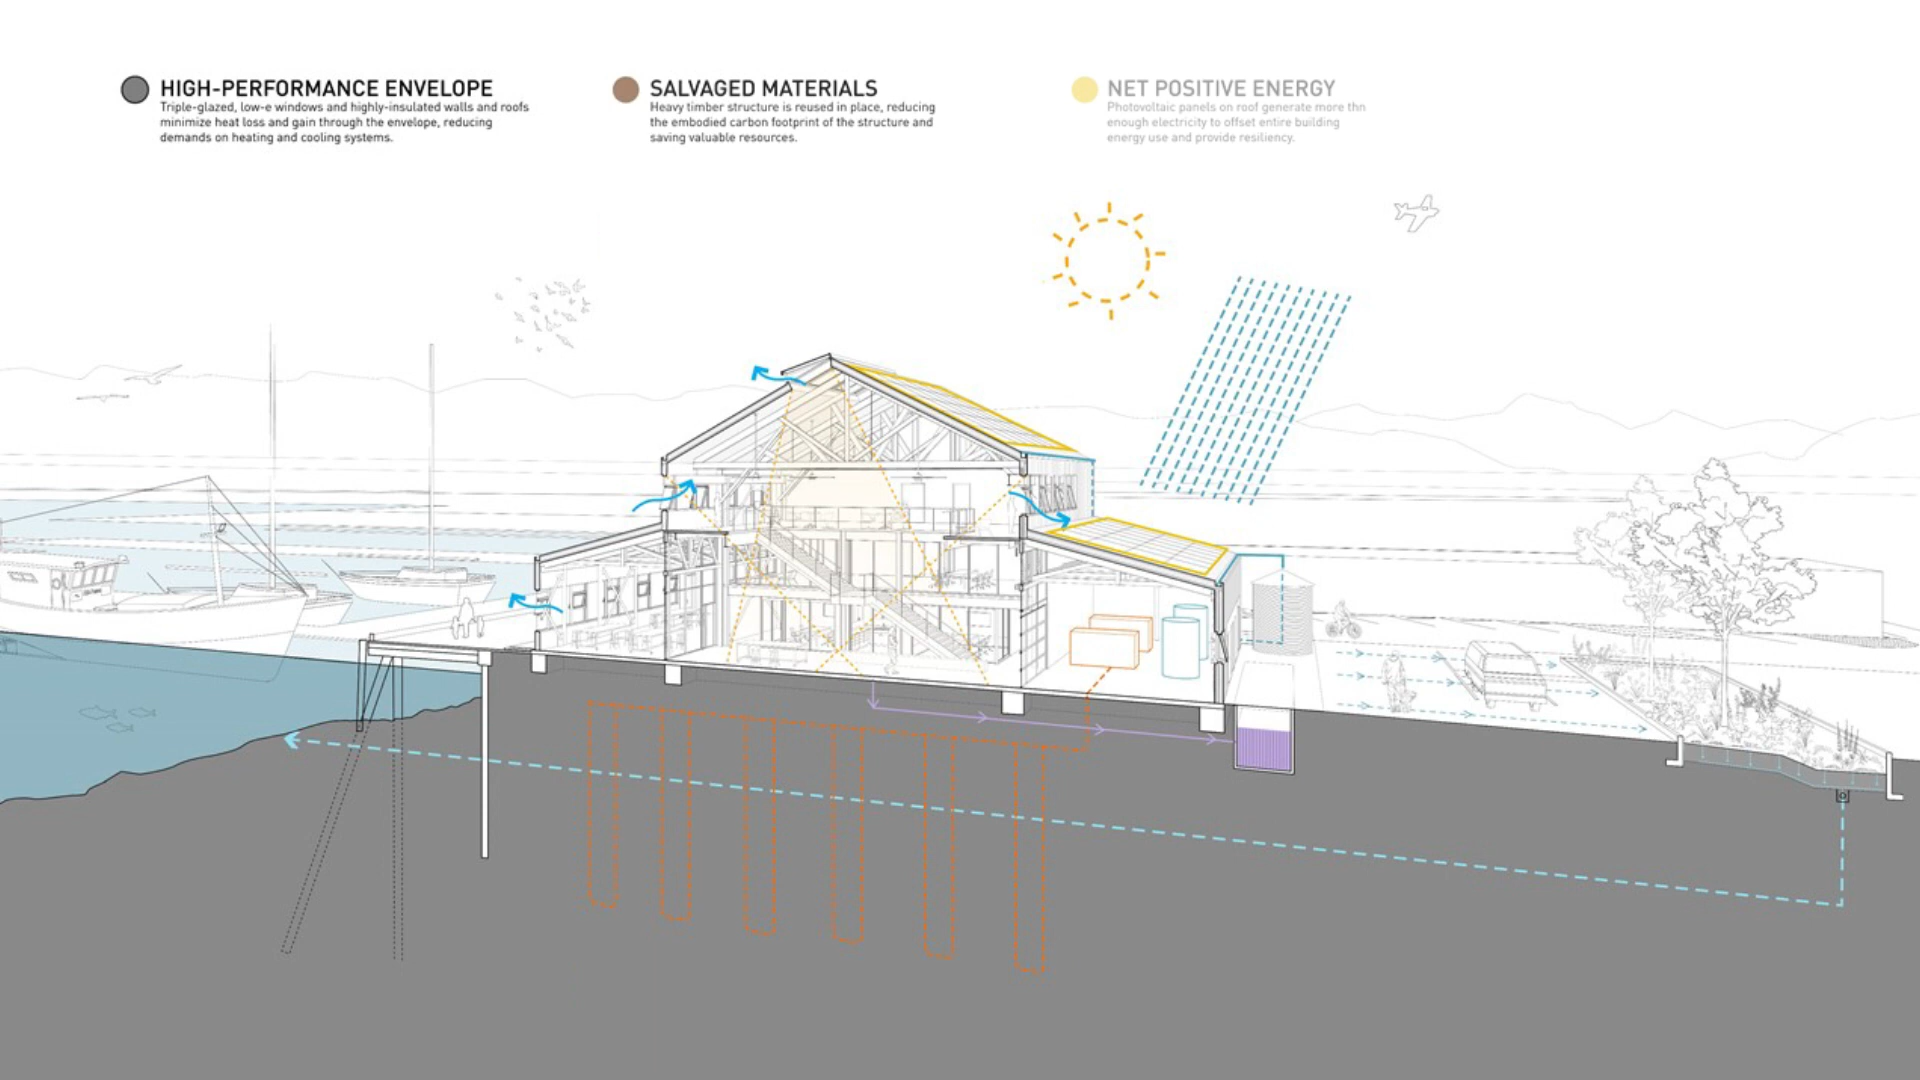 HIGH-PERFORMANCE ENVELOPE
Triple-glazed, low-e windows and highly-insulated walls and roofs
minimize heat loss and gain through the envelope, reducing
demands on heating and cooling systems.
SALVAGED MATERIALS
Heavy timber structure is reused in place, reducing
the embodied carbon footprint of the structure and
saving valuable resources.
NET POSITIVE ENERGY
Photovoltaic panels on roof generate more thn
enough electricity to offset entire building
energy use and provide resiliency.